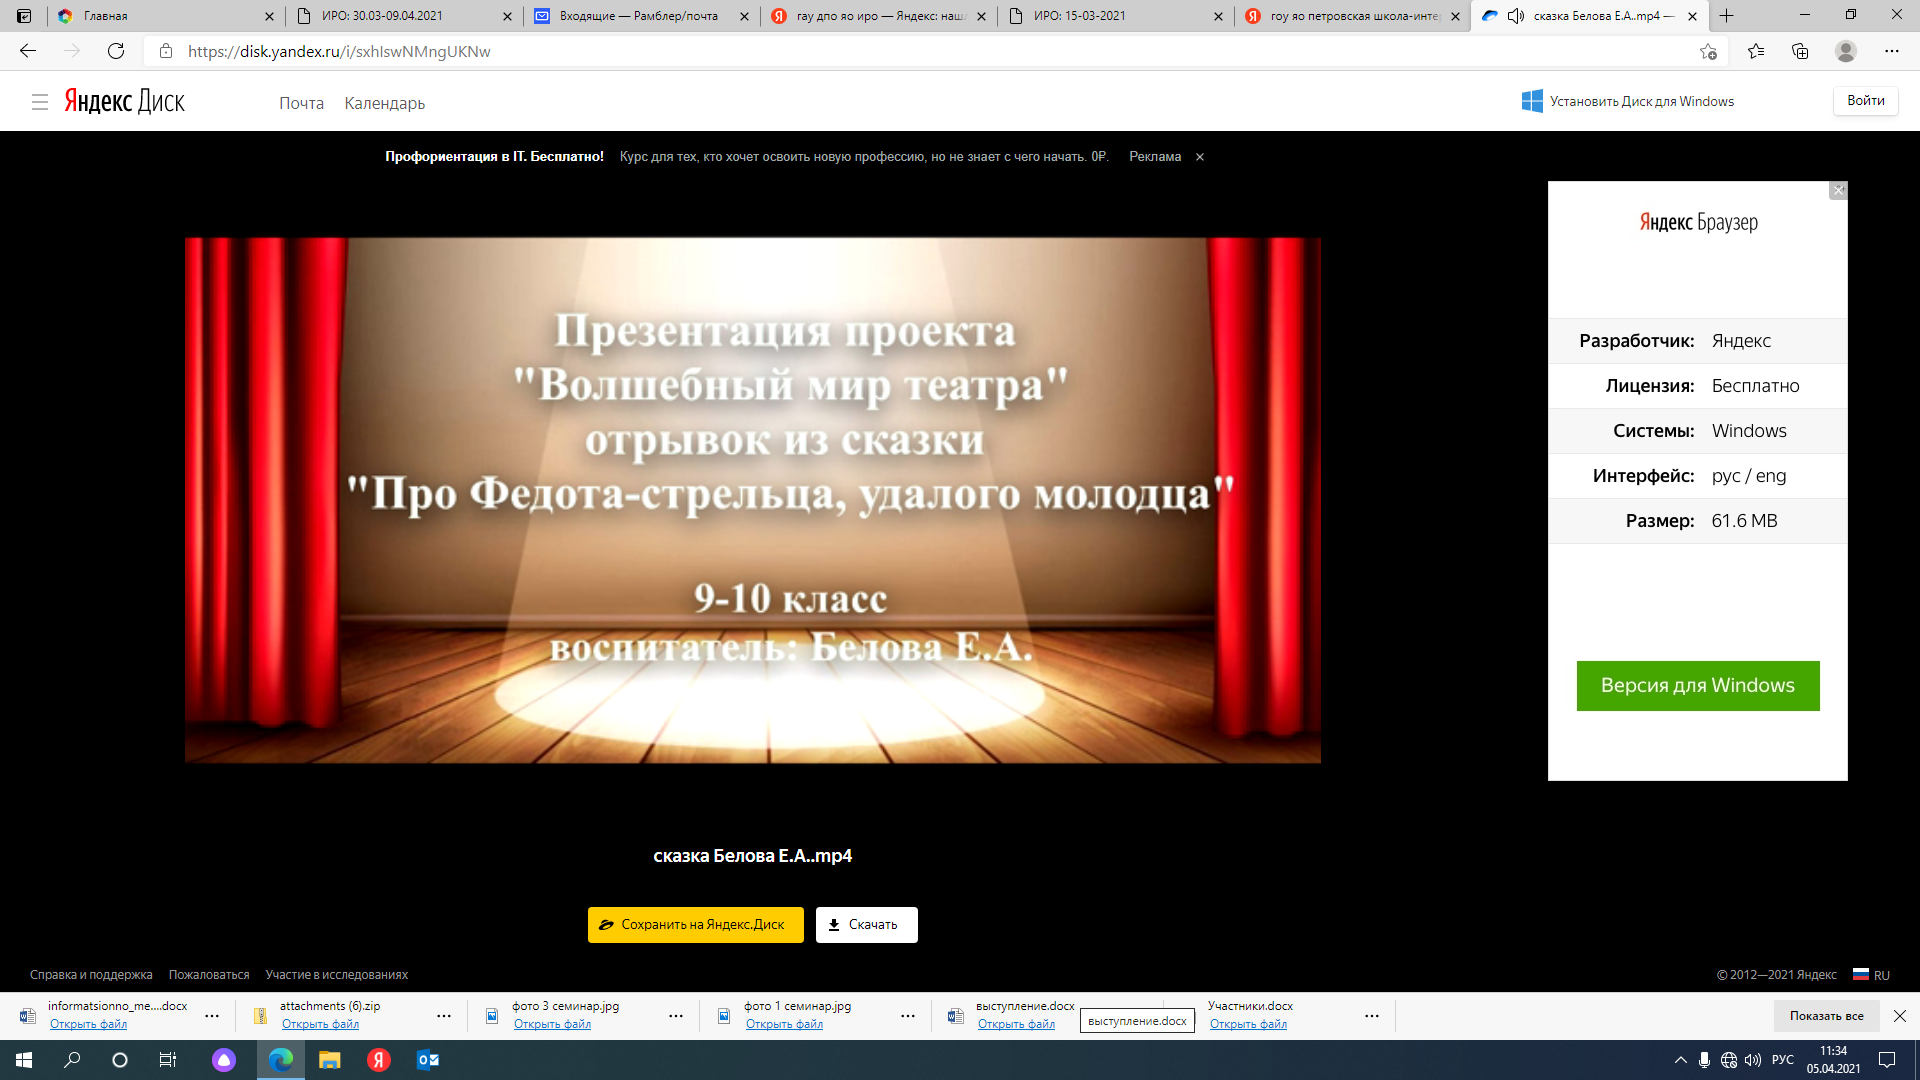 Главная
ИРО: 30.03-09.04.2021
Входящие — Рамблер/почта
гау дпо яо иро — Яндекс: наш
ИРО: 15-03-2021
гоу яо петровская школа-инте
сказка Белова Е.А..mp4 —
https://disk.yandex.ru/i/sxhIswNMngUKNw
Яндекс Диск
Почта
Календарь
Установить Диск для Windows
Войти
Профориентация в IT. Бесплатно! Курс для тех, кто хочет освоить новую профессию, но не знает с чего начать. 0₽. Реклама
Презентация проекта
"Волшебный мир театра"
отрывок из сказки
"Про Федота-стрельца, удалого молодца"
9-10 класс
воспитатель: Белова Е.А.
Яндекс Браузер
Разработчик: Яндекс
Лицензия: Бесплатно
Системы: Windows
Интерфейс: рус / eng
Размер: 61.6 MB
Версия для Windows
сказка Белова Е.А..mp4
Сохранить на Яндекс.Диск
Скачать
Справка и поддержка
Пожаловаться
Участие в исследованиях
© 2012—2021 Яндекс
RU
informatsionno_me....docx
Открыть файл
attachments (6).zip
Открыть файл
фото 3 семинар.jpg
Открыть файл
фото 1 семинар.jpg
Открыть файл
выступление.docx
Открыть файл
выступление.docx
Участники.docx
Открыть файл
Показать все
РУС
11:34
05.04.2021